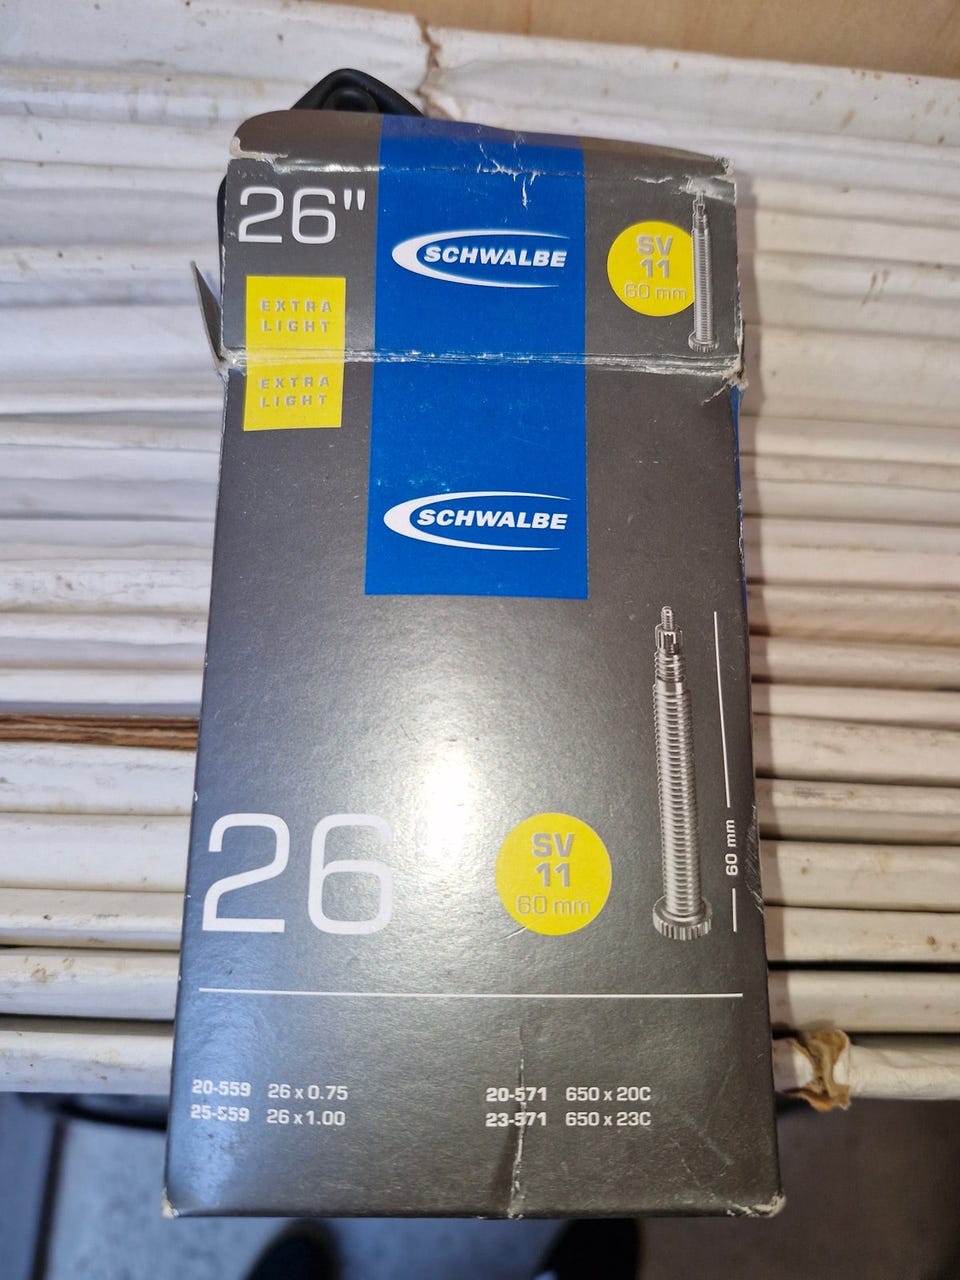 26"
SCHWALBE
SV
11
60 mm
EXTRA
LIGHT
EXTRA
LIGHT
SCHWALBE
60 mm
26
SV
11
60 mm
20-559 26 x 0.75
25-559 26 x 1.00
20-571 650 x 20C
23-571 650 x 23C